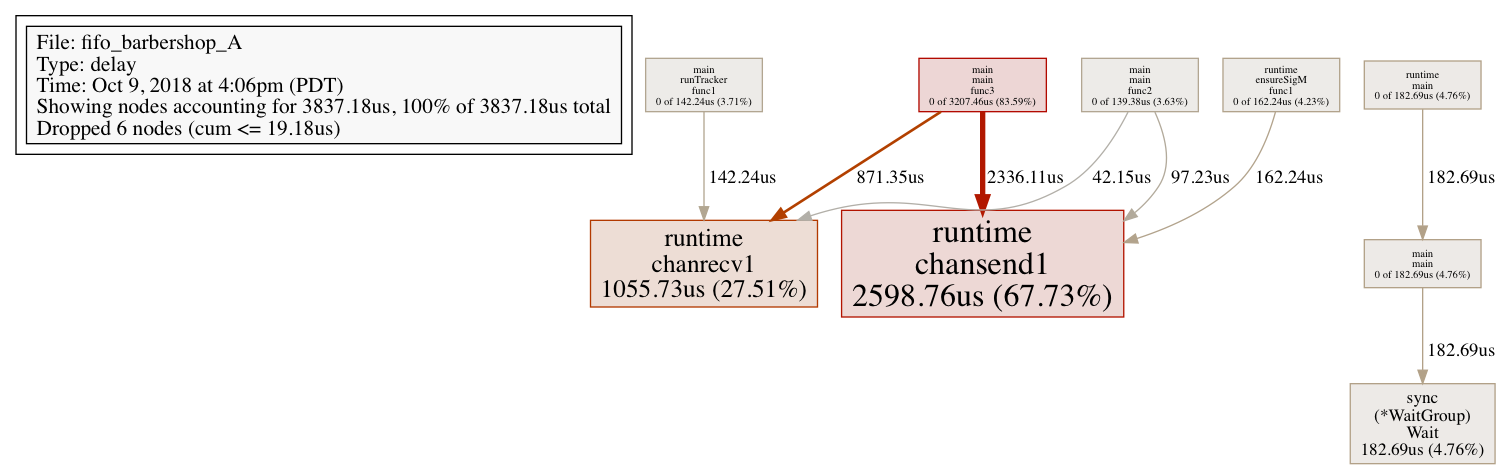 File: fifo_barbershop_A
Type: delay
Time: Oct 9, 2018 at 4:06pm (PDT)
Showing nodes accounting for 3837.18us, 100% of 3837.18us total
Dropped 6 nodes (cum <= 19.18us)
main
runTracker
func1
0 of 142.24us (3.71%)
main
main
func3
0 of 3207.46us (83.59%)
main
main
func2
0 of 139.38us (3.63%)
runtime
ensureSigM
func1
0 of 162.24us (4.23%)
runtime
main
0 of 182.69us (4.76%)
142.24us
871.35us
2336.11us
42.15us
97.23us
162.24us
182.69us
runtime
chanrecv1
1055.73us (27.51%)
runtime
chansend1
2598.76us (67.73%)
main
main
0 of 182.69us (4.76%)
182.69us
sync
(*WaitGroup)
Wait
182.69us (4.76%)